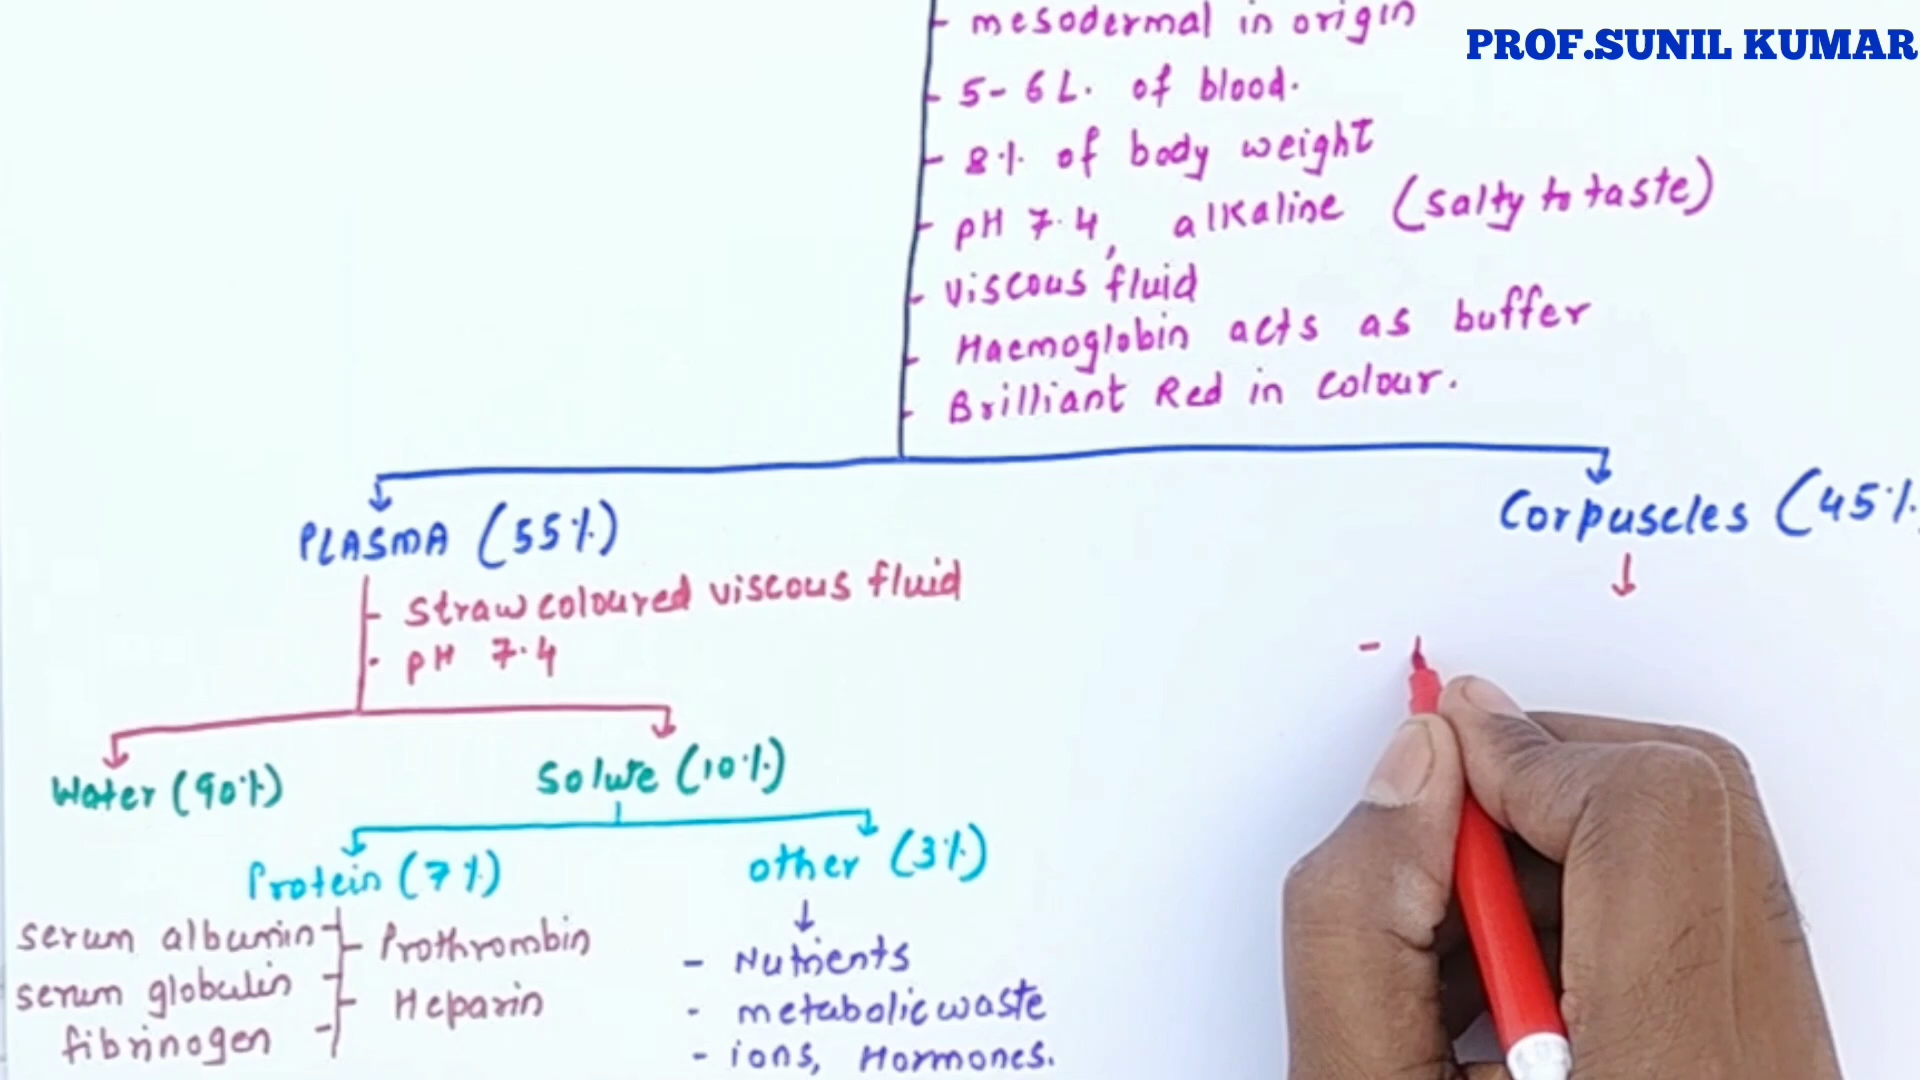 PROF.SUNIL KUMAR
- mesodermal in origin
- 5-6 L. of blood.
- 8% of body weight
- pH 7.4, alkaline (salty to taste)
- Viscous fluid
- Haemoglobin acts as buffer
- Brilliant Red in colour.
PLASMA (55%)
Corpuscles (45%
- straw coloured viscous fluid
- pH 7.4
-
Water (90%)
Solute (10%)
Protein (7%)
other (3%)
serum albumin -
- Prothrombin
serum globulin -
- Heparin
fibrinogen -
- Nutrients
- metabolic waste
- ions, Hormones.